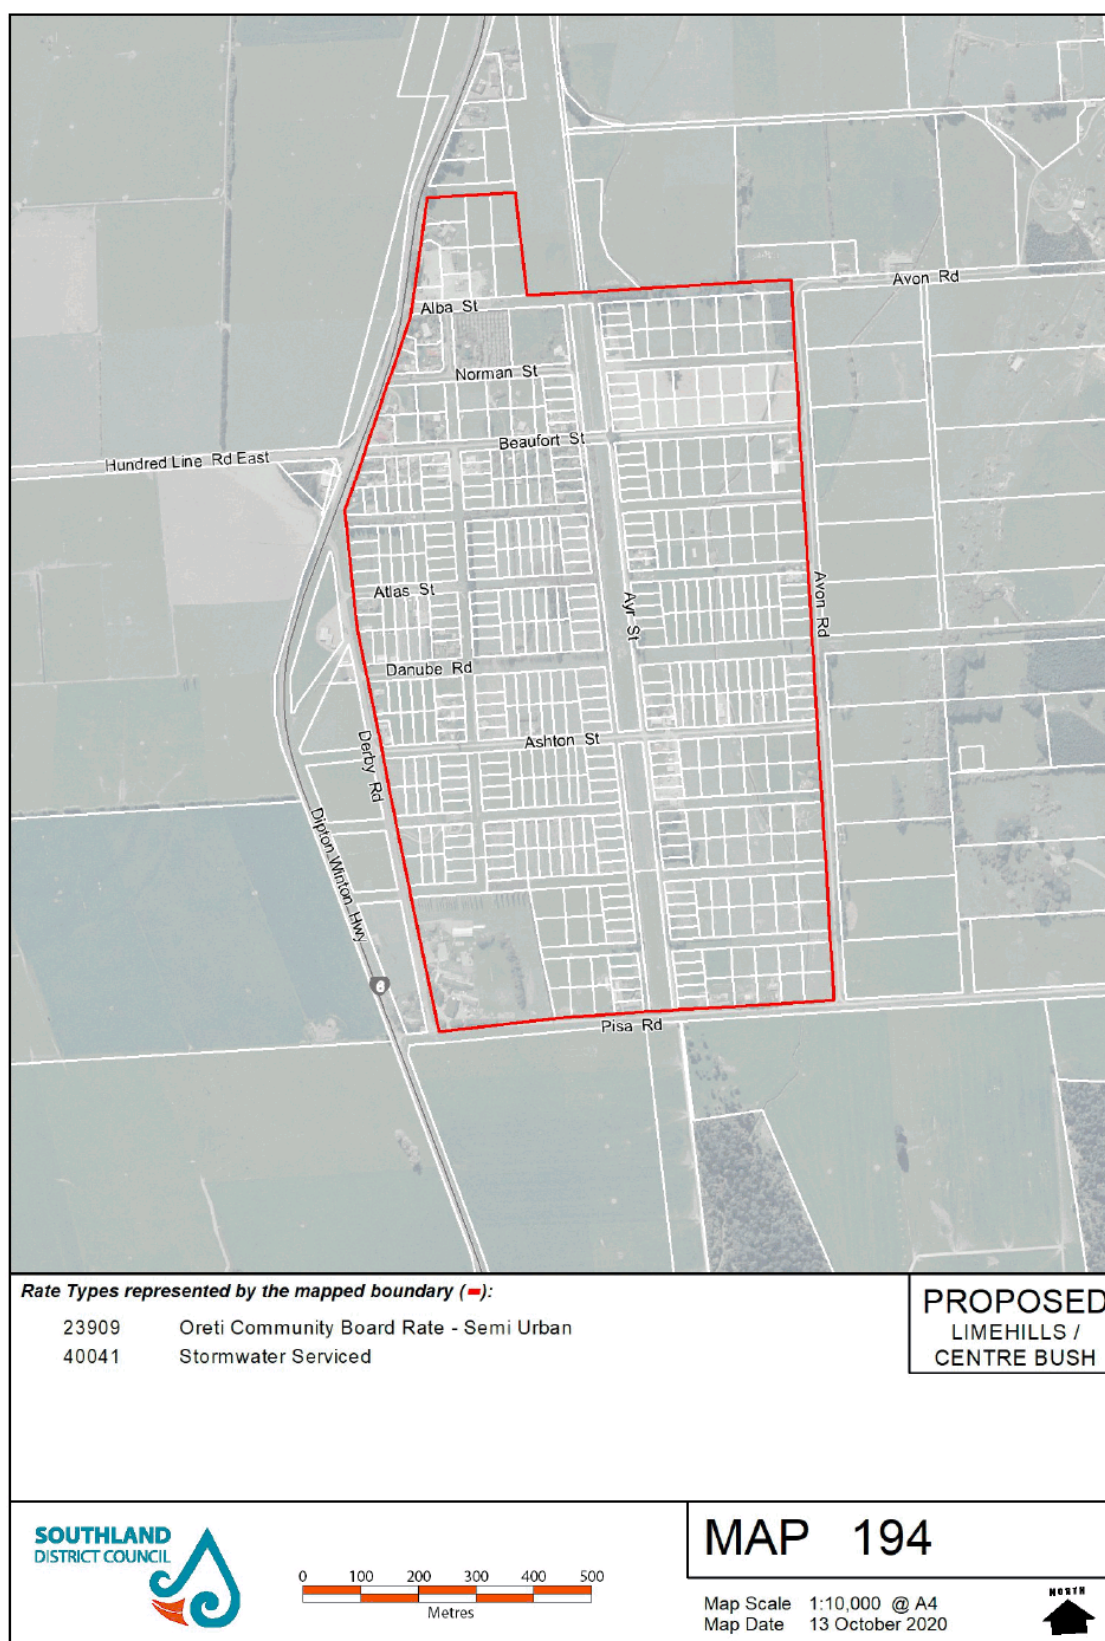 Avon Rd
Alba St
Norman St
Beaufort St
Hundred Line Rd East
Atlas St
Ayr St
Avon Rd
Danube Rd
Ashton St
Derby Rd
Dipton Winton Hwy
6
Pisa Rd
Rate Types represented by the mapped boundary (-):
23909 Oreti Community Board Rate - Semi Urban
40041 Stormwater Serviced
PROPOSED
LIMEHILLS /
CENTRE BUSH
SOUTHLAND
DISTRICT COUNCIL
0 100 200 300 400 500
Metres
MAP 194
Map Scale 1:10,000 @ A4
Map Date 13 October 2020
NORTH